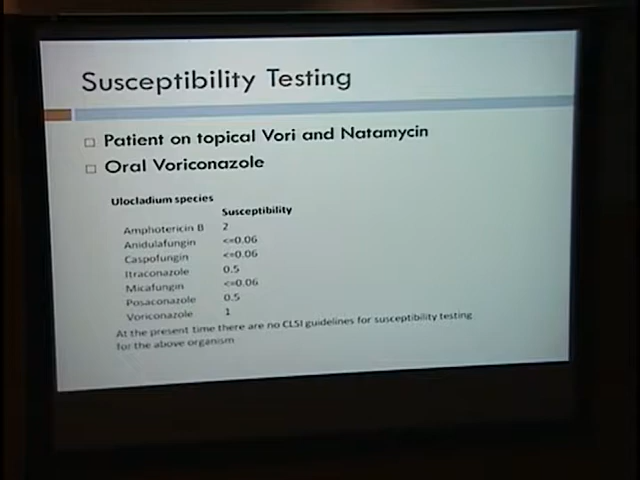 Susceptibility Testing
Patient on topical Vori and Natamycin
Oral Voriconazole
Ulocladium species
Susceptibility
Amphotericin B 2
Anidulafungin <=0.06
Caspofungin <=0.06
Itraconazole 0.5
Micafungin <=0.06
Posaconazole 0.5
Voriconazole 1
At the present time there are no CLSI guidelines for susceptibility testing
for the above organism